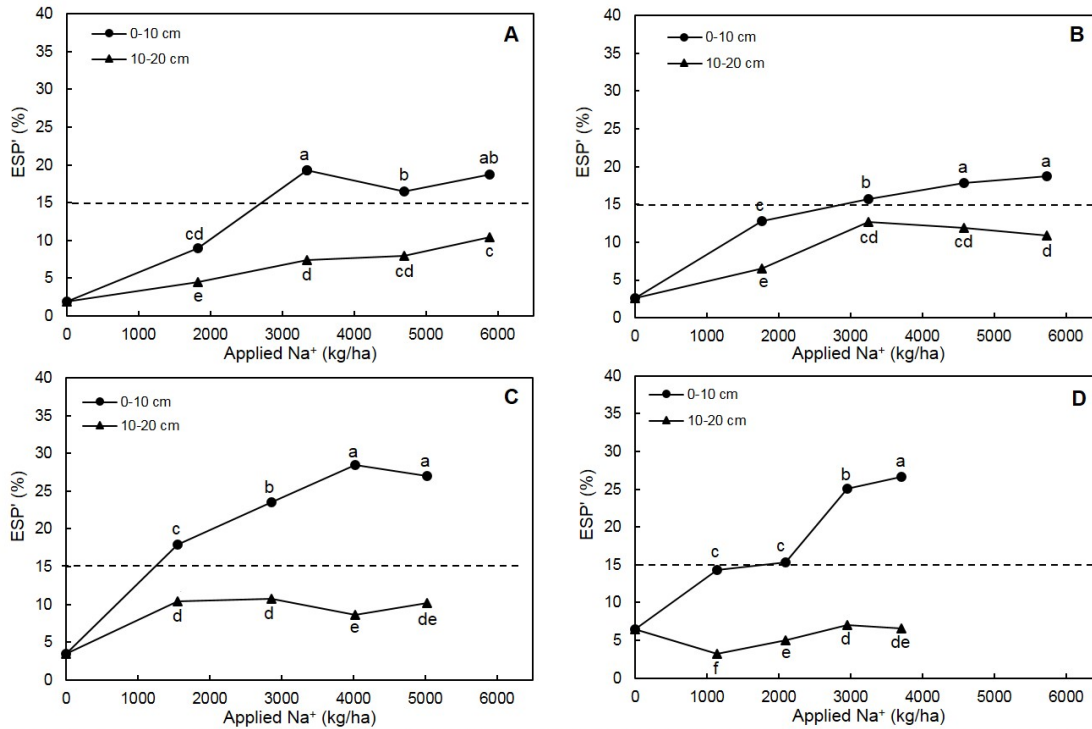 A
0-10 cm
10-20 cm
ESP' (%)
40
35
30
25
20
15
10
5
0
a
b
ab
cd
e
d
cd
c
0 1000 2000 3000 4000 5000 6000
Applied Na⁺ (kg/ha)
B
0-10 cm
10-20 cm
ESP' (%)
40
35
30
25
20
15
10
5
0
c
b
a
a
e
cd
cd
d
0 1000 2000 3000 4000 5000 6000
Applied Na⁺ (kg/ha)
C
0-10 cm
10-20 cm
ESP' (%)
40
35
30
25
20
15
10
5
0
c
b
a
a
d
d
e
de
0 1000 2000 3000 4000 5000 6000
Applied Na⁺ (kg/ha)
D
0-10 cm
10-20 cm
ESP' (%)
40
35
30
25
20
15
10
5
0
c
c
b
a
f
e
d
de
0 1000 2000 3000 4000 5000 6000
Applied Na⁺ (kg/ha)